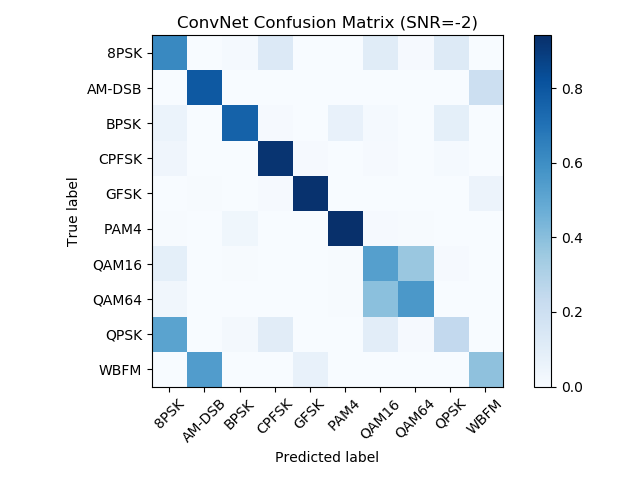 ConvNet Confusion Matrix (SNR=-2)
8PSK
AM-DSB
BPSK
CPFSK
GFSK
PAM4
QAM16
QAM64
QPSK
WBFM
True label
8PSK
AM-DSB
BPSK
CPFSK
GFSK
PAM4
QAM16
QAM64
QPSK
WBFM
Predicted label
0.8
0.6
0.4
0.2
0.0